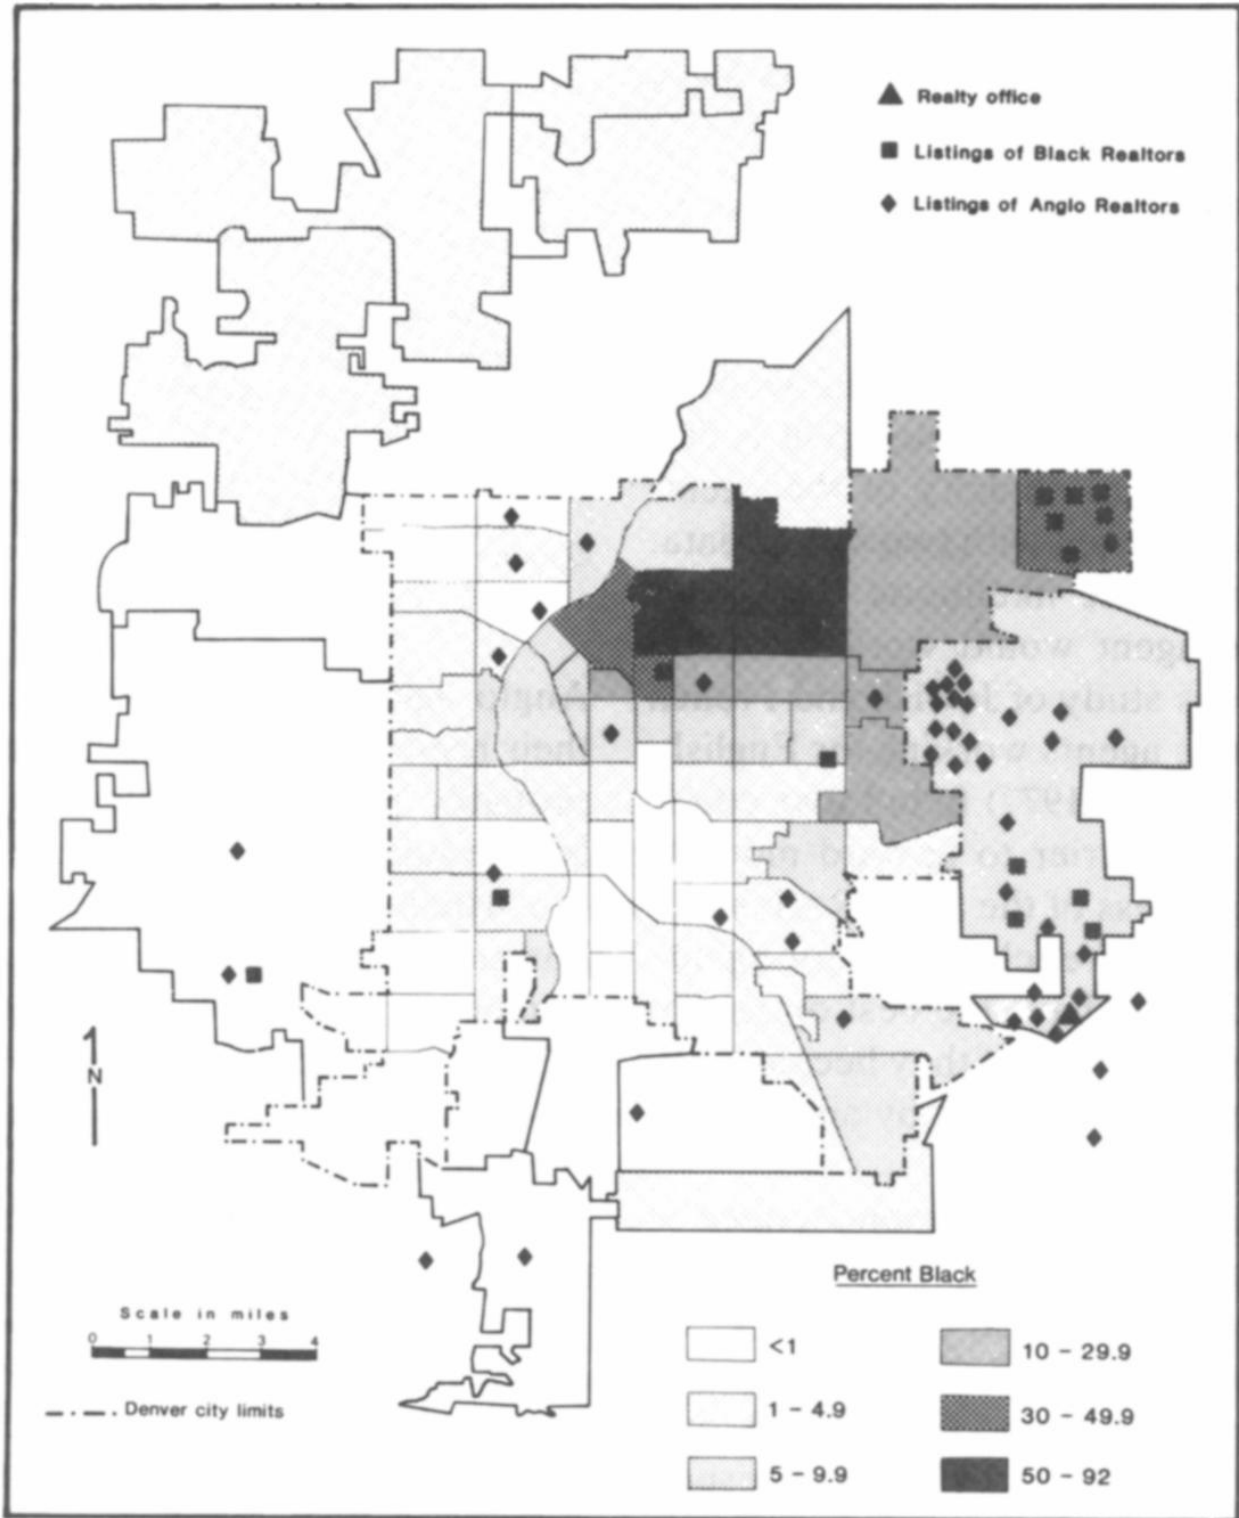 Realty office
Listings of Black Realtors
Listings of Anglo Realtors
N
Percent Black
Scale in miles
0 1 2 3 4
Denver city limits
<1
1 - 4.9
5 - 9.9
10 - 29.9
30 - 49.9
50 - 92